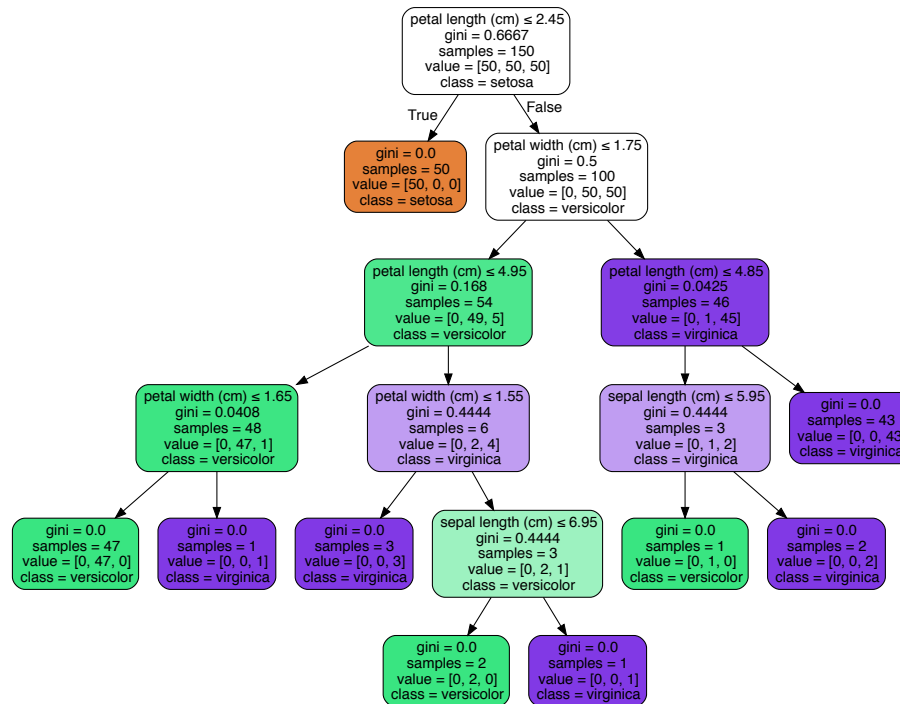 petal length (cm) ≤ 2.45
gini = 0.6667
samples = 150
value = [50, 50, 50]
class = setosa
True
False
gini = 0.0
samples = 50
value = [50, 0, 0]
class = setosa
petal width (cm) ≤ 1.75
gini = 0.5
samples = 100
value = [0, 50, 50]
class = versicolor
petal length (cm) ≤ 4.95
gini = 0.168
samples = 54
value = [0, 49, 5]
class = versicolor
petal length (cm) ≤ 4.85
gini = 0.0425
samples = 46
value = [0, 1, 45]
class = virginica
petal width (cm) ≤ 1.65
gini = 0.0408
samples = 48
value = [0, 47, 1]
class = versicolor
petal width (cm) ≤ 1.55
gini = 0.4444
samples = 6
value = [0, 2, 4]
class = virginica
sepal length (cm) ≤ 5.95
gini = 0.4444
samples = 3
value = [0, 1, 2]
class = virginica
gini = 0.0
samples = 43
value = [0, 0, 43]
class = virginica
gini = 0.0
samples = 47
value = [0, 47, 0]
class = versicolor
gini = 0.0
samples = 1
value = [0, 0, 1]
class = virginica
gini = 0.0
samples = 3
value = [0, 0, 3]
class = virginica
sepal length (cm) ≤ 6.95
gini = 0.4444
samples = 3
value = [0, 2, 1]
class = versicolor
gini = 0.0
samples = 1
value = [0, 1, 0]
class = versicolor
gini = 0.0
samples = 2
value = [0, 0, 2]
class = virginica
gini = 0.0
samples = 2
value = [0, 2, 0]
class = versicolor
gini = 0.0
samples = 1
value = [0, 0, 1]
class = virginica